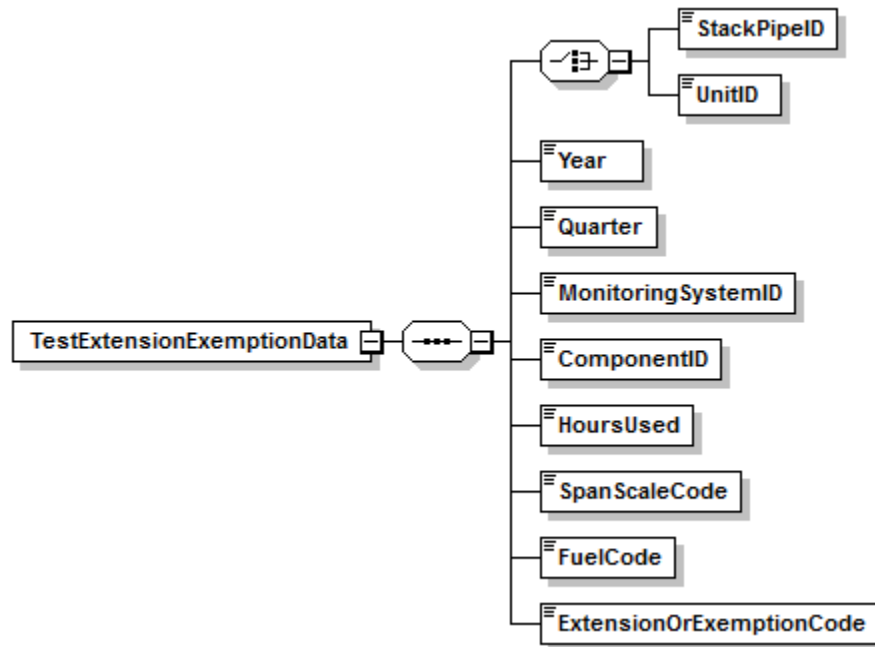 StackPipeID
UnitID
Year
Quarter
MonitoringSystemID
TestExtensionExemptionData
ComponentID
HoursUsed
SpanScaleCode
FuelCode
ExtensionOrExemptionCode